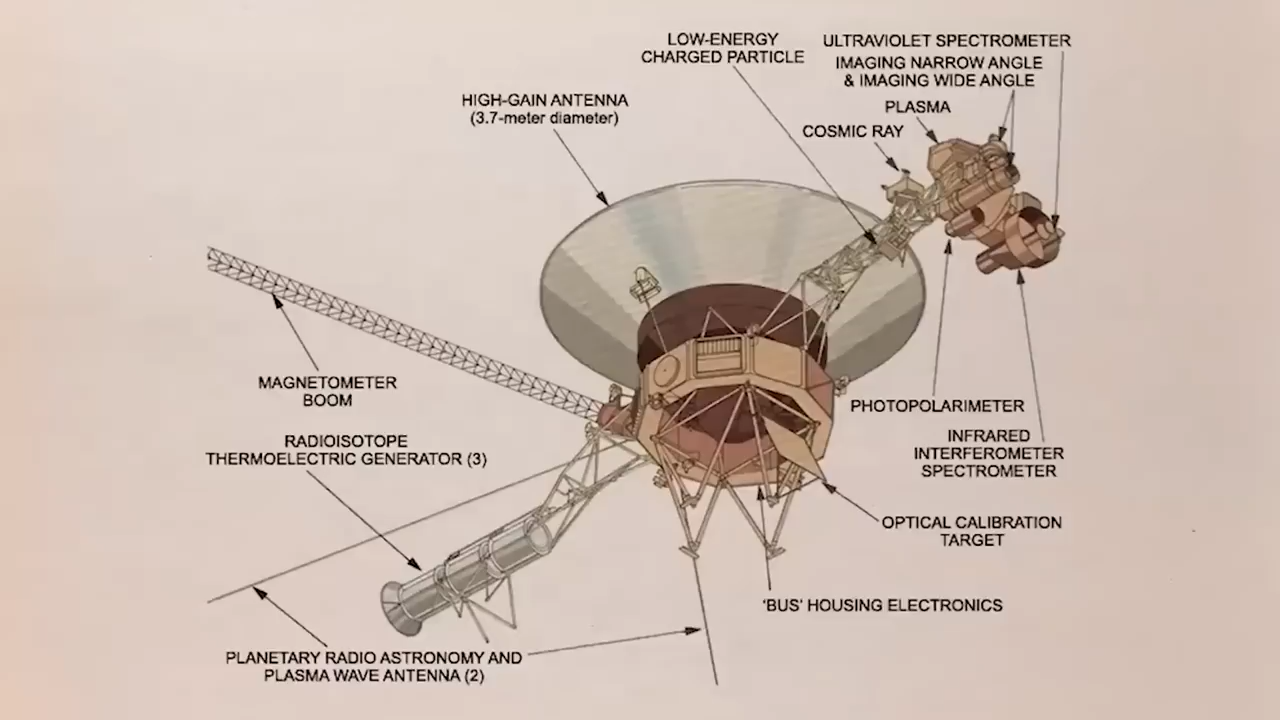 LOW-ENERGY
CHARGED PARTICLE
ULTRAVIOLET SPECTROMETER
IMAGING NARROW ANGLE
& IMAGING WIDE ANGLE
PLASMA
COSMIC RAY
HIGH-GAIN ANTENNA
(3.7-meter diameter)
MAGNETOMETER
BOOM
RADIOISOTOPE
THERMOELECTRIC GENERATOR (3)
PHOTOPOLARIMETER
INFRARED
INTERFEROMETER
SPECTROMETER
OPTICAL CALIBRATION
TARGET
'BUS' HOUSING ELECTRONICS
PLANETARY RADIO ASTRONOMY AND
PLASMA WAVE ANTENNA (2)